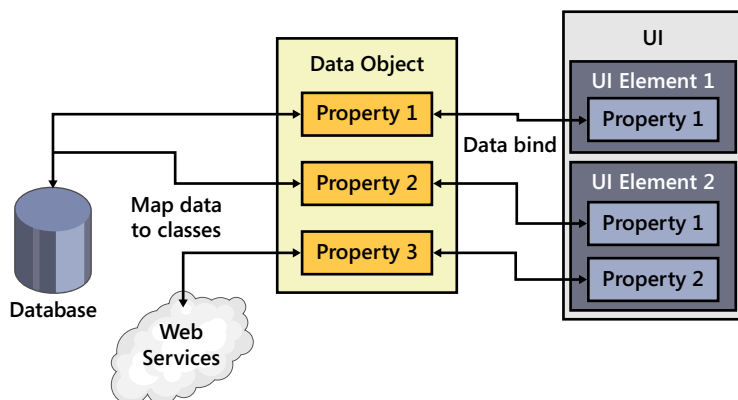 Data Object
Property 1
Property 2
Property 3
UI
UI Element 1
Property 1
UI Element 2
Property 1
Property 2
Data bind
Map data
to classes
Database
Web
Services